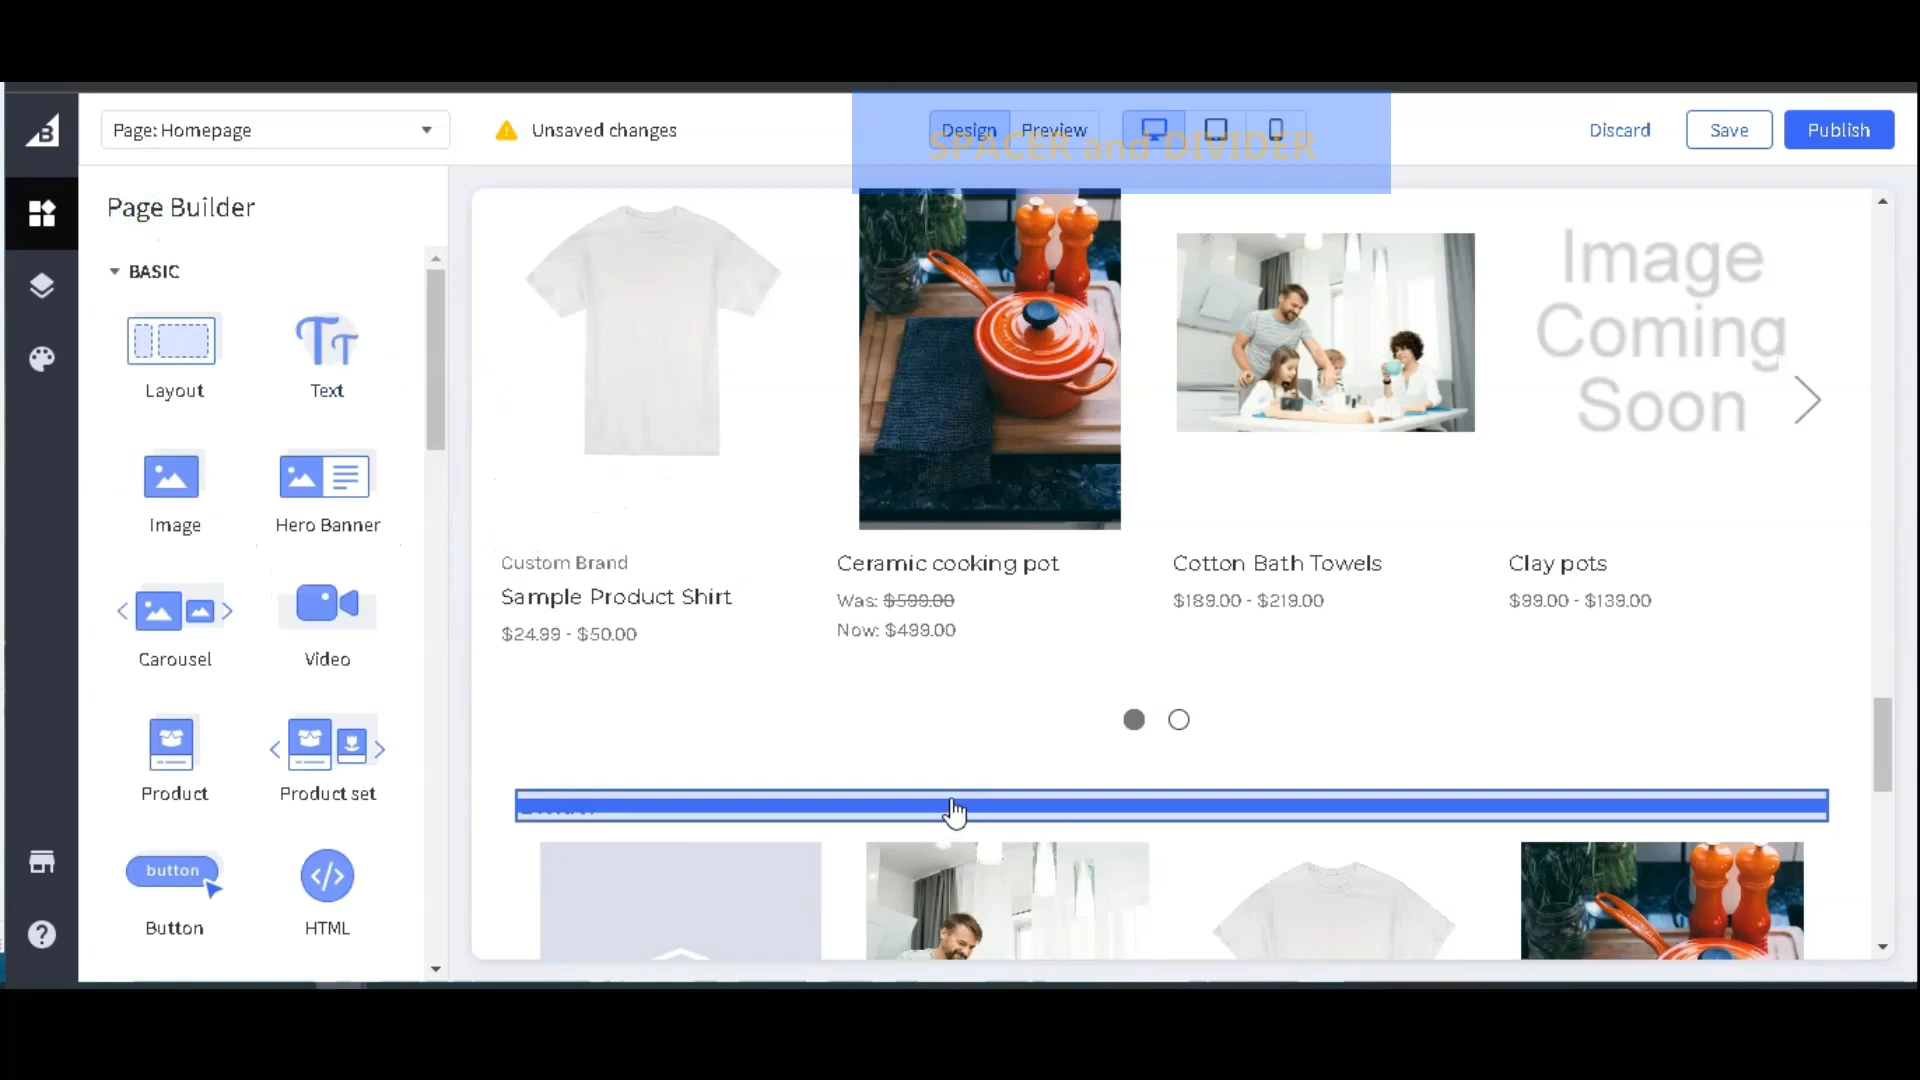 Page: Homepage
Unsaved changes
Design
Preview
SPACER and DIVIDER
Discard
Save
Publish
Page Builder
BASIC
Layout
Text
Image
Hero Banner
Carousel
Video
Product
Product set
button
Button
HTML
Image
Coming
Soon
Custom Brand
Sample Product Shirt
$24.99 - $50.00
Ceramic cooking pot
Was: $599.00
Now: $499.00
Cotton Bath Towels
$189.00 - $219.00
Clay pots
$99.00 - $139.00